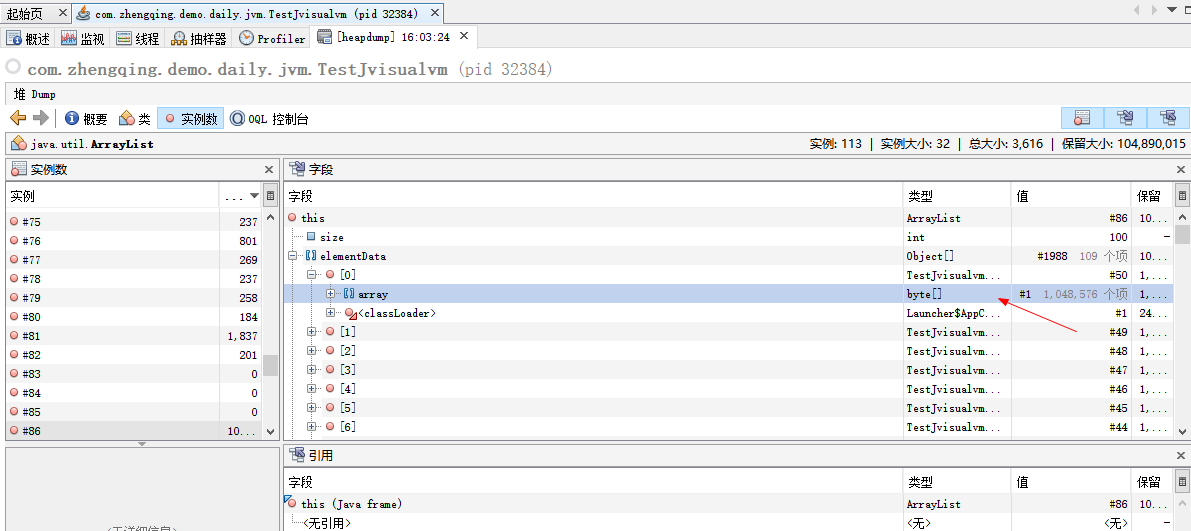 起始页 com.zhengqing.demo.daily.jvm.TestJvisualvm (pid 32384)
概述 监视 线程 抽样器 Profiler [heapdump] 16:03:24
com.zhengqing.demo.daily.jvm.TestJvisualvm (pid 32384)
堆 Dump
概要 类 实例数 OQL 控制台
java.util.ArrayList 实例: 113 | 实例大小: 32 | 总大小: 3,616 | 保留大小: 104,890,015
实例数
实例 ...
#75 237
#76 801
#77 269
#78 237
#79 258
#80 184
#81 1,837
#82 201
#83 0
#84 0
#85 0
#86 10...
字段
字段 类型 值 保留
this ArrayList #86 10...
size int 100 -
elementData Object[] #1988 109 个项 10...
[0] TestJvisualvm... #50 1,...
array byte[] #1 1,048,576 个项 1,...
<classLoader> Launcher$AppC... #1 24...
[1] TestJvisualvm... #49 1,...
[2] TestJvisualvm... #48 1,...
[3] TestJvisualvm... #47 1,...
[4] TestJvisualvm... #46 1,...
[5] TestJvisualvm... #45 1,...
[6] TestJvisualvm... #44 1,...
引用
字段 类型 值 保留
this (Java frame) ArrayList #86 10...
<无引用> <无> <无> -